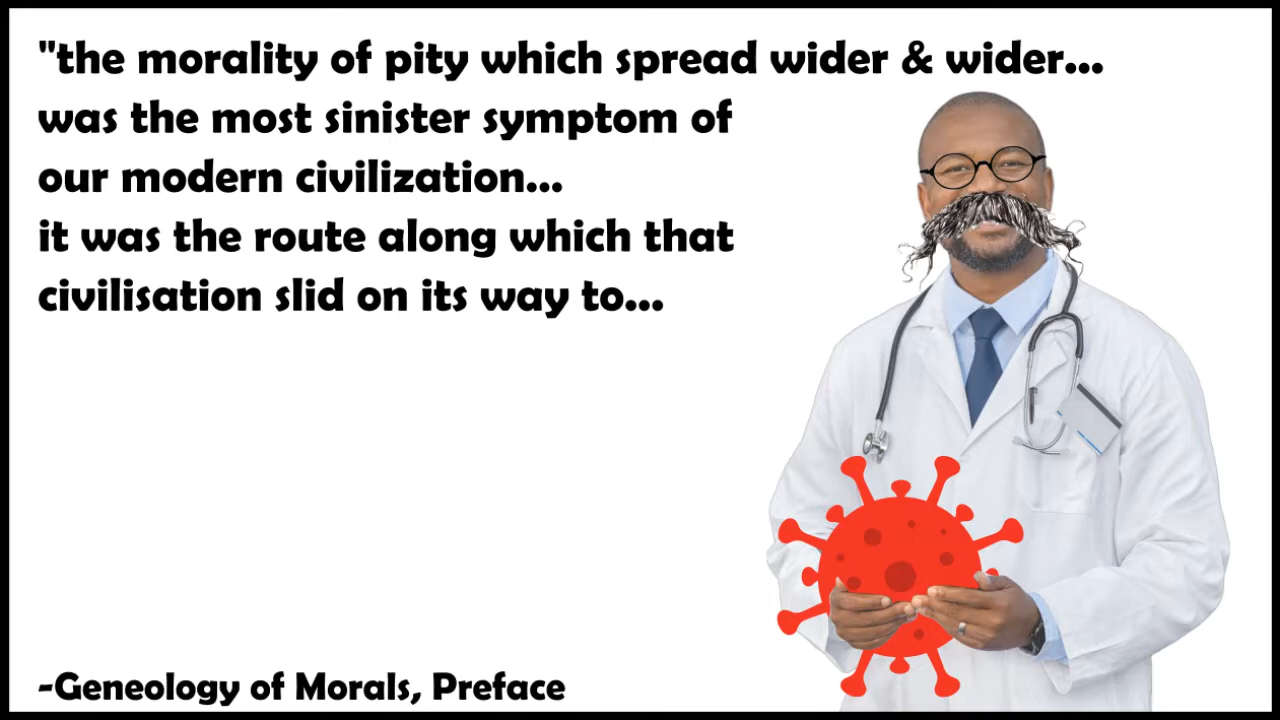 "the morality of pity which spread wider & wider...
was the most sinister symptom of
our modern civilization...
it was the route along which that
civilisation slid on its way to...
-Geneology of Morals, Preface